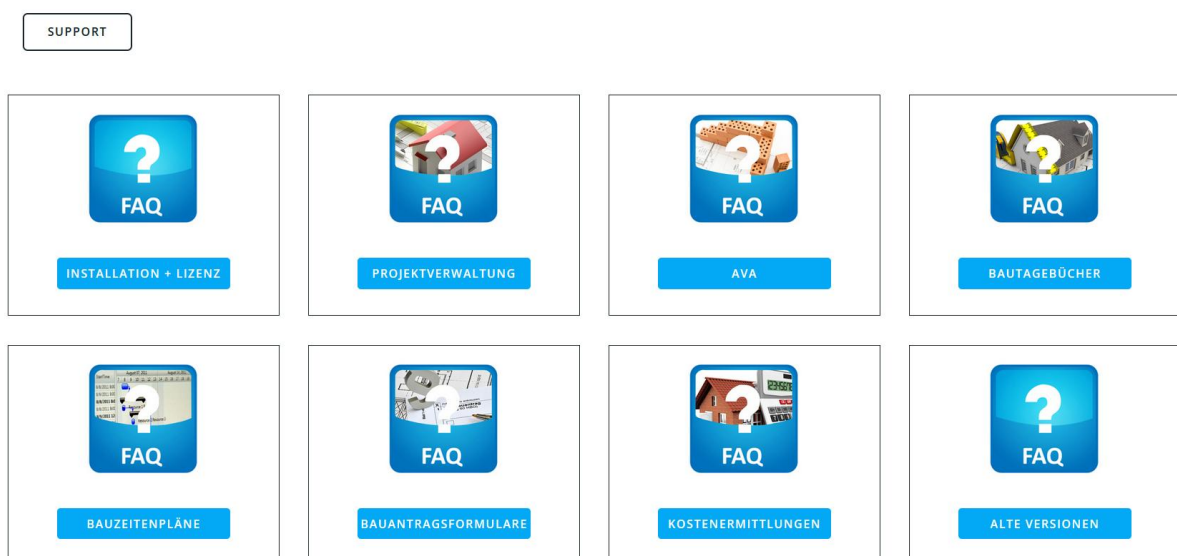 SUPPORT
FAQ
FAQ
FAQ
FAQ
INSTALLATION + LIZENZ
PROJEKTVERWALTUNG
AVA
BAUTAGEBÜCHER
FAQ
FAQ
FAQ
FAQ
BAUZEITENPLÄNE
BAUANTRAGSFORMULARE
KOSTENERMITTLUNGEN
ALTE VERSIONEN